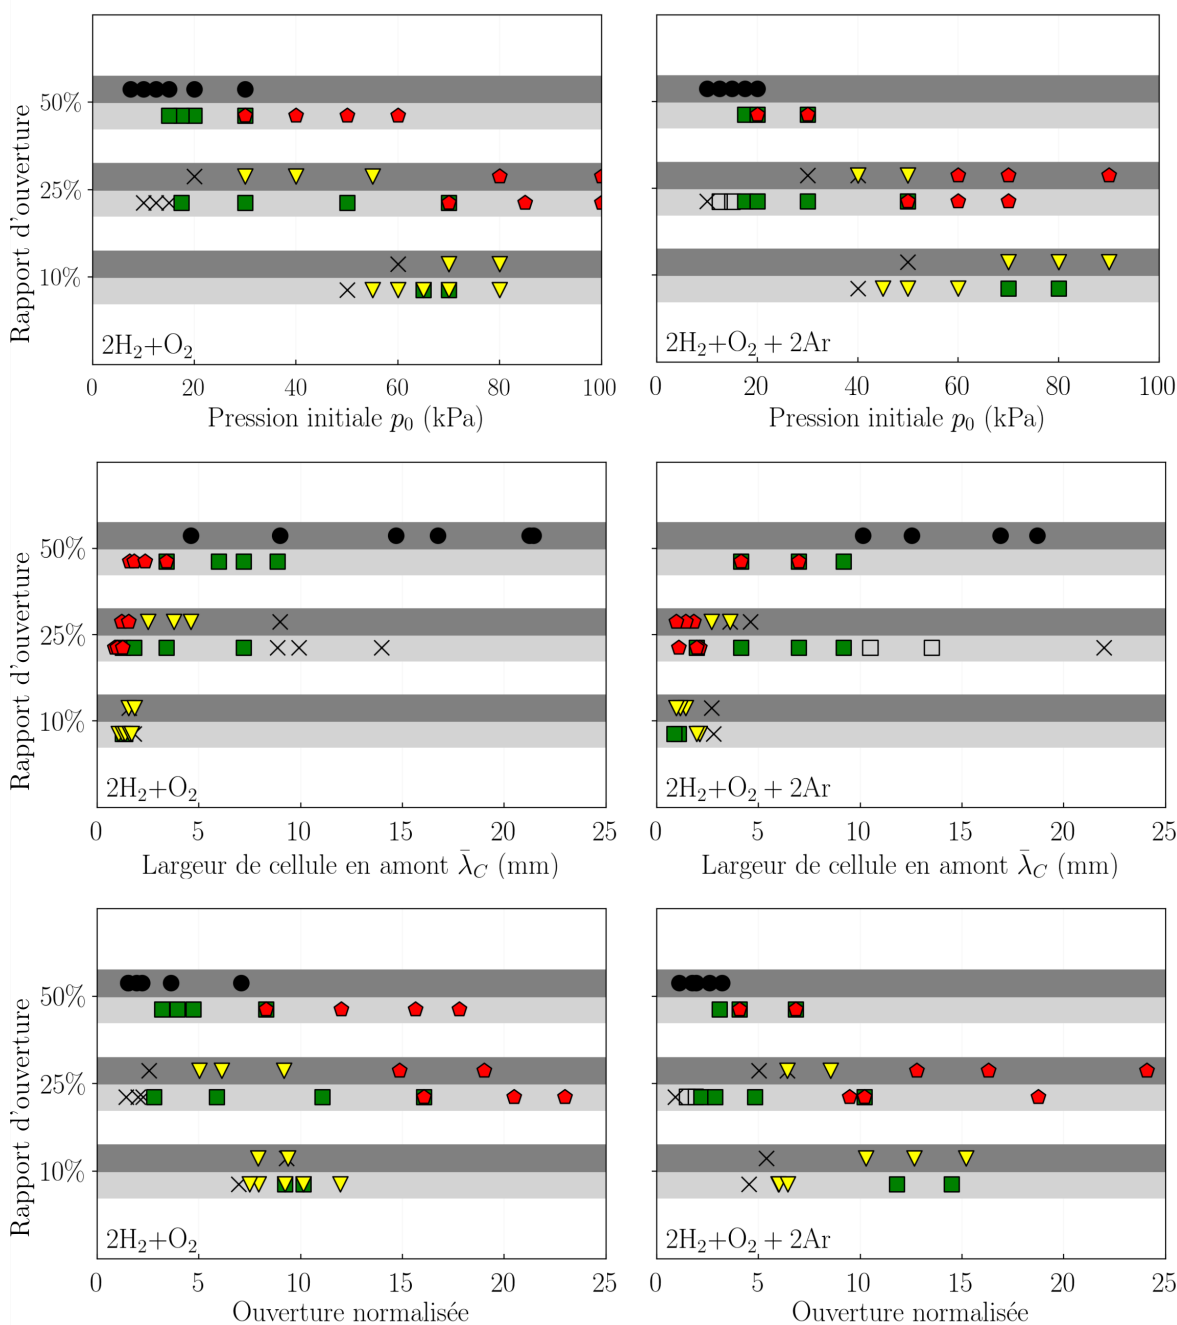 Rapport d'ouverture
50%
25%
10%
2H₂+O₂
0 20 40 60 80 100
Pression initiale p₀ (kPa)
2H₂+O₂ + 2Ar
0 20 40 60 80 100
Pression initiale p₀ (kPa)
Rapport d'ouverture
50%
25%
10%
2H₂+O₂
0 5 10 15 20 25
Largeur de cellule en amont λ̄_C (mm)
2H₂+O₂ + 2Ar
0 5 10 15 20 25
Largeur de cellule en amont λ̄_C (mm)
Rapport d'ouverture
50%
25%
10%
2H₂+O₂
0 5 10 15 20 25
Ouverture normalisée
2H₂+O₂ + 2Ar
0 5 10 15 20 25
Ouverture normalisée